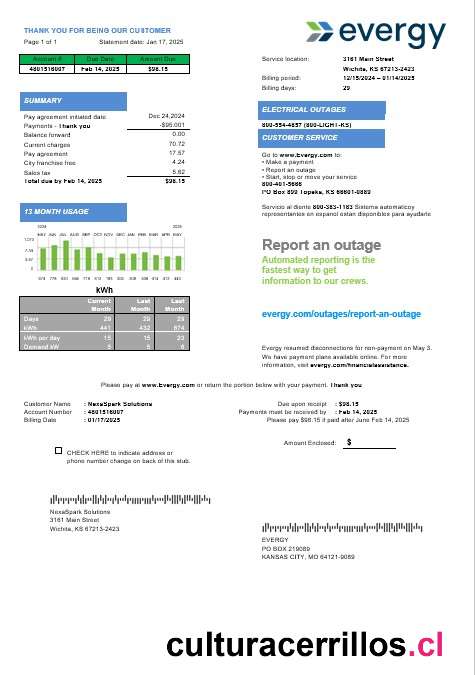 THANK YOU FOR BEING OUR CUSTOMER
Page 1 of 1 Statement date: Jan 17, 2025
evergy
Account # Due Date Amount Due
4801516007 Feb 14, 2025 $98.15
Service location: 3161 Main Street
Wichita, KS 67213-2423
Billing period: 12/15/2024 – 01/14/2025
Billing days: 29
SUMMARY
Pay agreement initiated date Dec 24,2024
Payments - Thank you -$95.001
Balance forward 0.00
Current charges 70.72
Pay agreement 17.57
City franchise free 4.24
Sales tax 5.62
Total due by Feb 14, 2025 $98.15
ELECTRICAL OUTAGES
800-554-4857 (800-LIGHT-KS)
CUSTOMER SERVICE
Go to www.Evergy.com to:
• Make a payment
• Report an outage
• Start, stop or move your service
800-401-5666
PO Box 899 Topeka, KS 66601-0889
Servicio al diente 800-383-1183 Sistema automaticoy
representantes en espanol estan disponibles para ayudarle
13 MONTH USAGE
2024 2025
MAY JUN JUL AUG SEP OCT NOV DEC JAN FEB MAR APR MAY
kWh
Current Month Last Month Last Month
Days 29 29 29
kWh 441 432 674
kWh per day 15 15 23
Demand kW 5 5 6
Report an outage
Automated reporting is the
fastest way to get
information to our crews.
evergy.com/outages/report-an-outage
Evergy resumed disconnections for non-payment on May 3.
We have payment plans available online. For more
information, visit evergy.com/financialassistance.
Please pay at www.Evergy.com or return the portion below with your payment. Thank you
Customer Name : NexaSpark Solutions
Account Number : 4801516007
Billing Date : 01/17/2025
Due upon receipt : $98.15
Payments must be received by : Feb 14, 2025
Please pay $98.15 if paid after June Feb 14, 2025
Amount Enclosed: $
CHECK HERE to indicate address or
phone number change on back of this stub.
NexaSpark Solutions
3161 Main Street
Wichita, KS 67213-2423
EVERGY
PO BOX 219089
KANSAS CITY, MO 64121-9089
culturacerrillos.cl